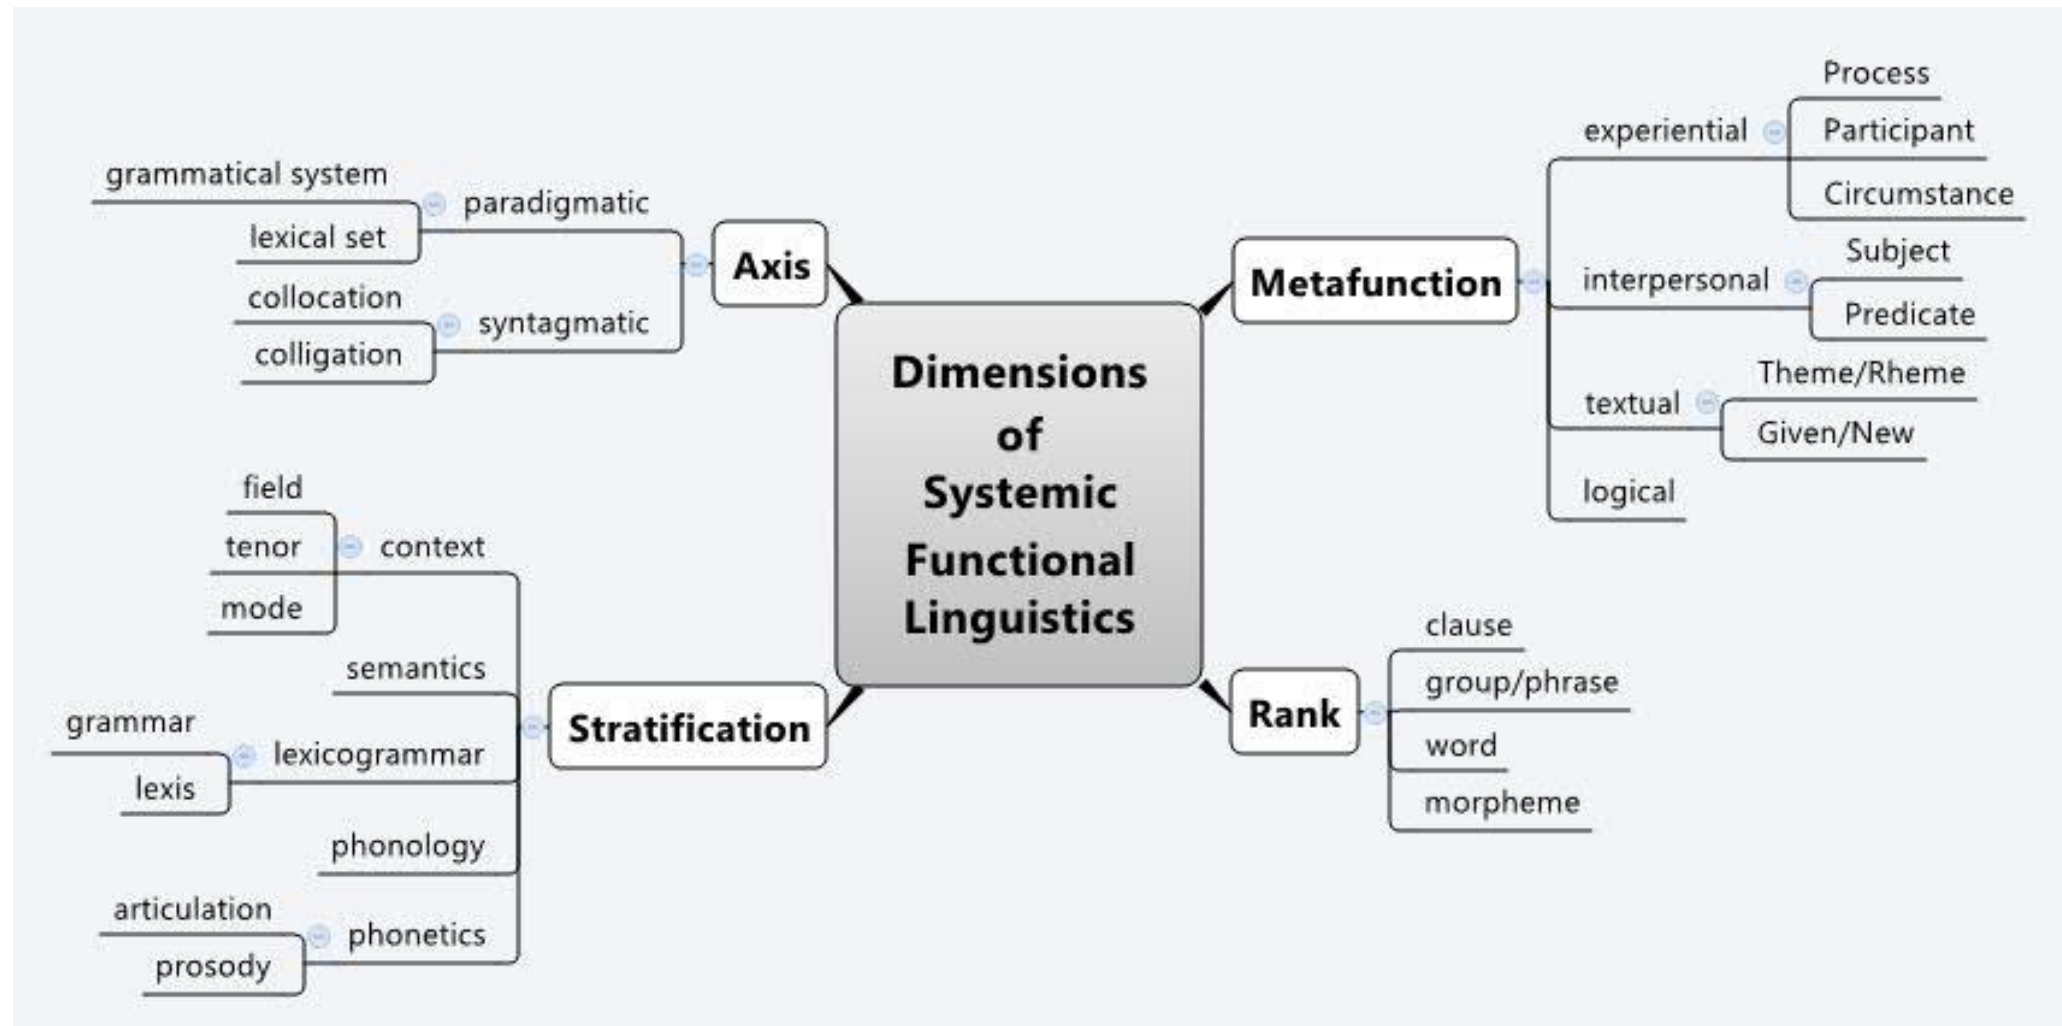 Dimensions
of
Systemic
Functional
Linguistics
Axis
paradigmatic
grammatical system
lexical set
syntagmatic
collocation
colligation
Stratification
context
field
tenor
mode
semantics
lexicogrammar
grammar
lexis
phonology
phonetics
articulation
prosody
Metafunction
experiential
Process
Participant
Circumstance
interpersonal
Subject
Predicate
textual
Theme/Rheme
Given/New
logical
Rank
clause
group/phrase
word
morpheme